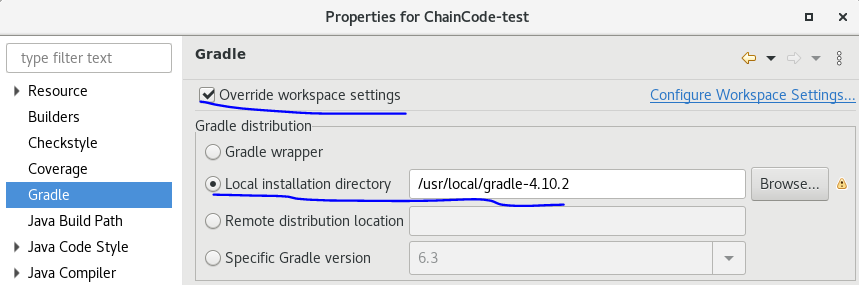 Properties for ChainCode-test
type filter text
Resource
Builders
Checkstyle
Coverage
Gradle
Java Build Path
Java Code Style
Java Compiler
Gradle
Override workspace settings
Configure Workspace Settings...
Gradle distribution
Gradle wrapper
Local installation directory
/usr/local/gradle-4.10.2
Browse...
Remote distribution location
Specific Gradle version
6.3